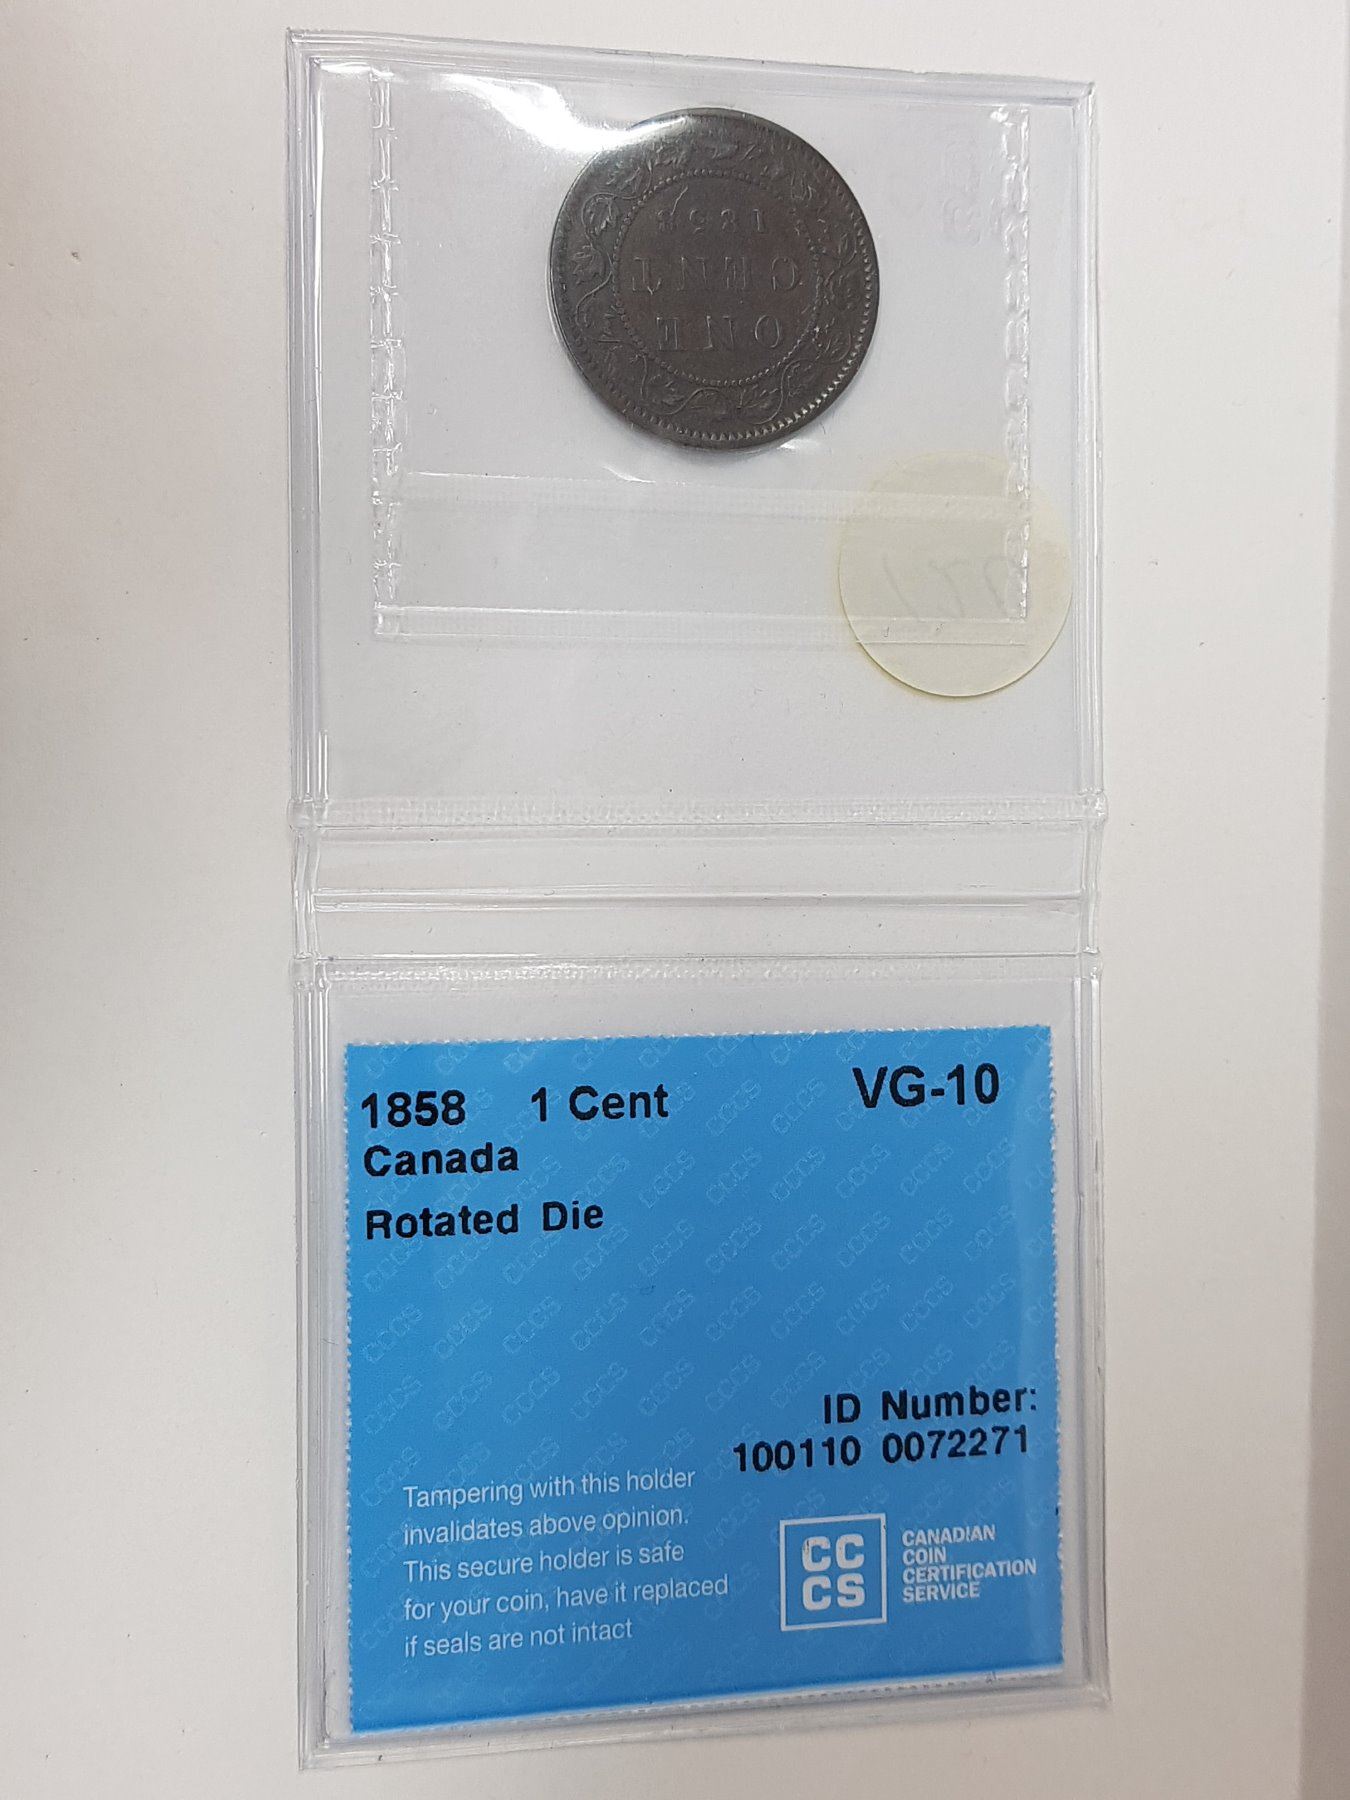 ONE
CENT
1858
1858 1 Cent VG-10
Canada
Rotated Die
ID Number:
100110 0072271
Tampering with this holder
invalidates above opinion.
This secure holder is safe
for your coin, have it replaced
if seals are not intact
CC
CS
CANADIAN
COIN
CERTIFICATION
SERVICE